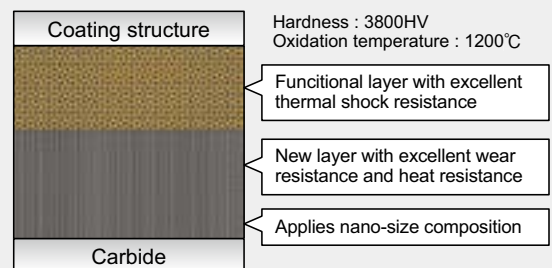 Coating structure
Hardness : 3800HV
Oxidation temperature : 1200℃
Funcitional layer with excellent
thermal shock resistance
New layer with excellent wear
resistance and heat resistance
Applies nano-size composition
Carbide